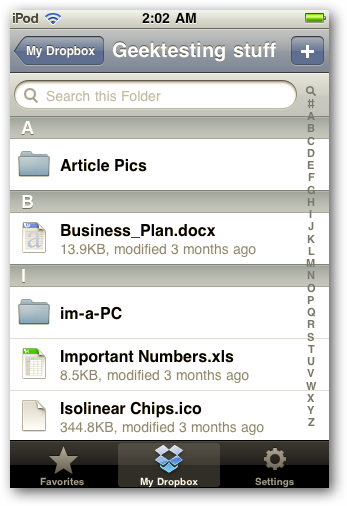 iPod 2:02 AM
My Dropbox Geektesting stuff +
Search this Folder
A
Article Pics
B
Business_Plan.docx
13.9KB, modified 3 months ago
I
im-a-PC
Important Numbers.xls
8.5KB, modified 3 months ago
Isolinear Chips.ico
344.8KB, modified 3 months ago
#
A
B
C
D
E
F
G
H
I
J
K
L
M
N
O
P
Q
R
S
T
U
V
W
X
Y
Z
Favorites My Dropbox Settings